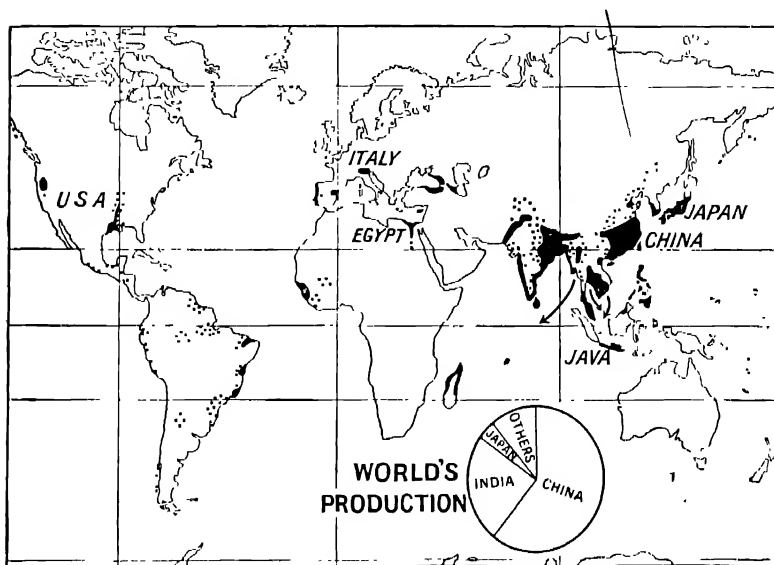 ITALY
USA
JAPAN
EGYPT
CHINA
JAVA
OTHERS
JAPAN
WORLD'S
PRODUCTION
INDIA
CHINA